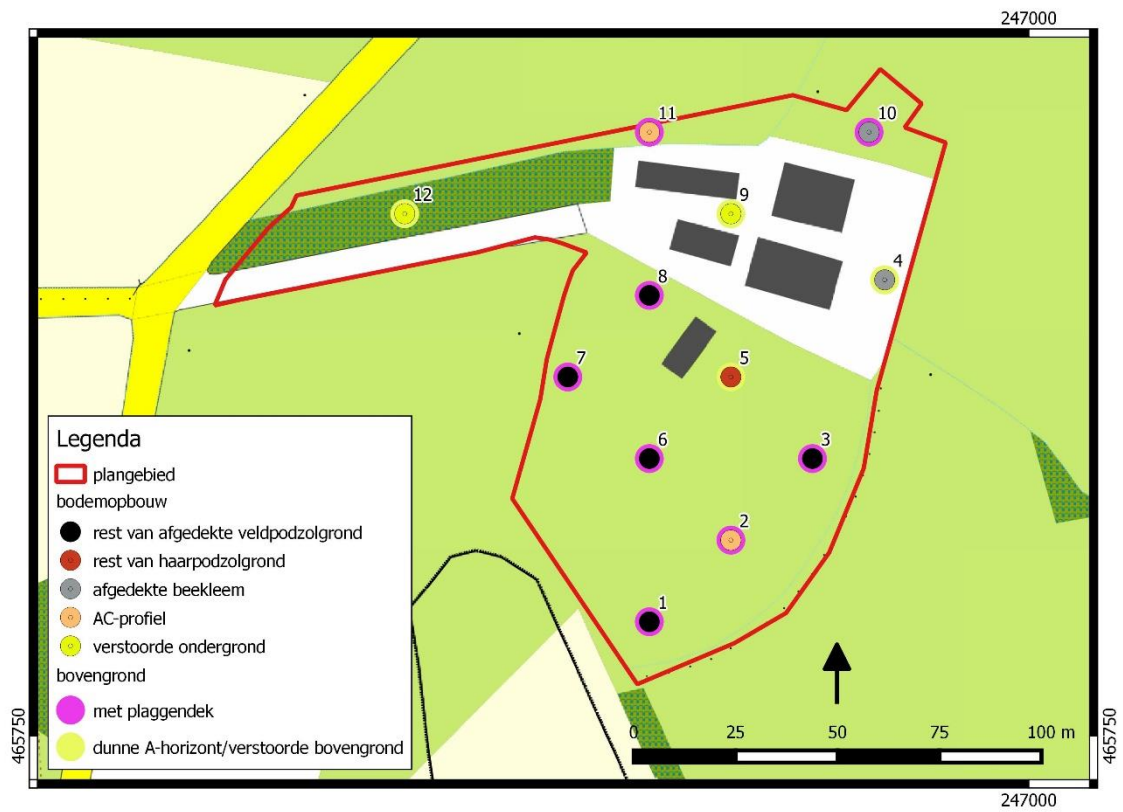 247000
11
10
12
9
4
8
7
5
6
3
2
1
Legenda
plangebied
bodemopbouw
rest van afgedekte veldpodzolgrond
rest van haarpodzolgrond
afgedekte beekleem
AC-profiel
verstoorde ondergrond
bovengrond
met plaggendek
dunne A-horizont/verstoorde bovengrond
0 25 50 75 100 m
465750
465750
247000